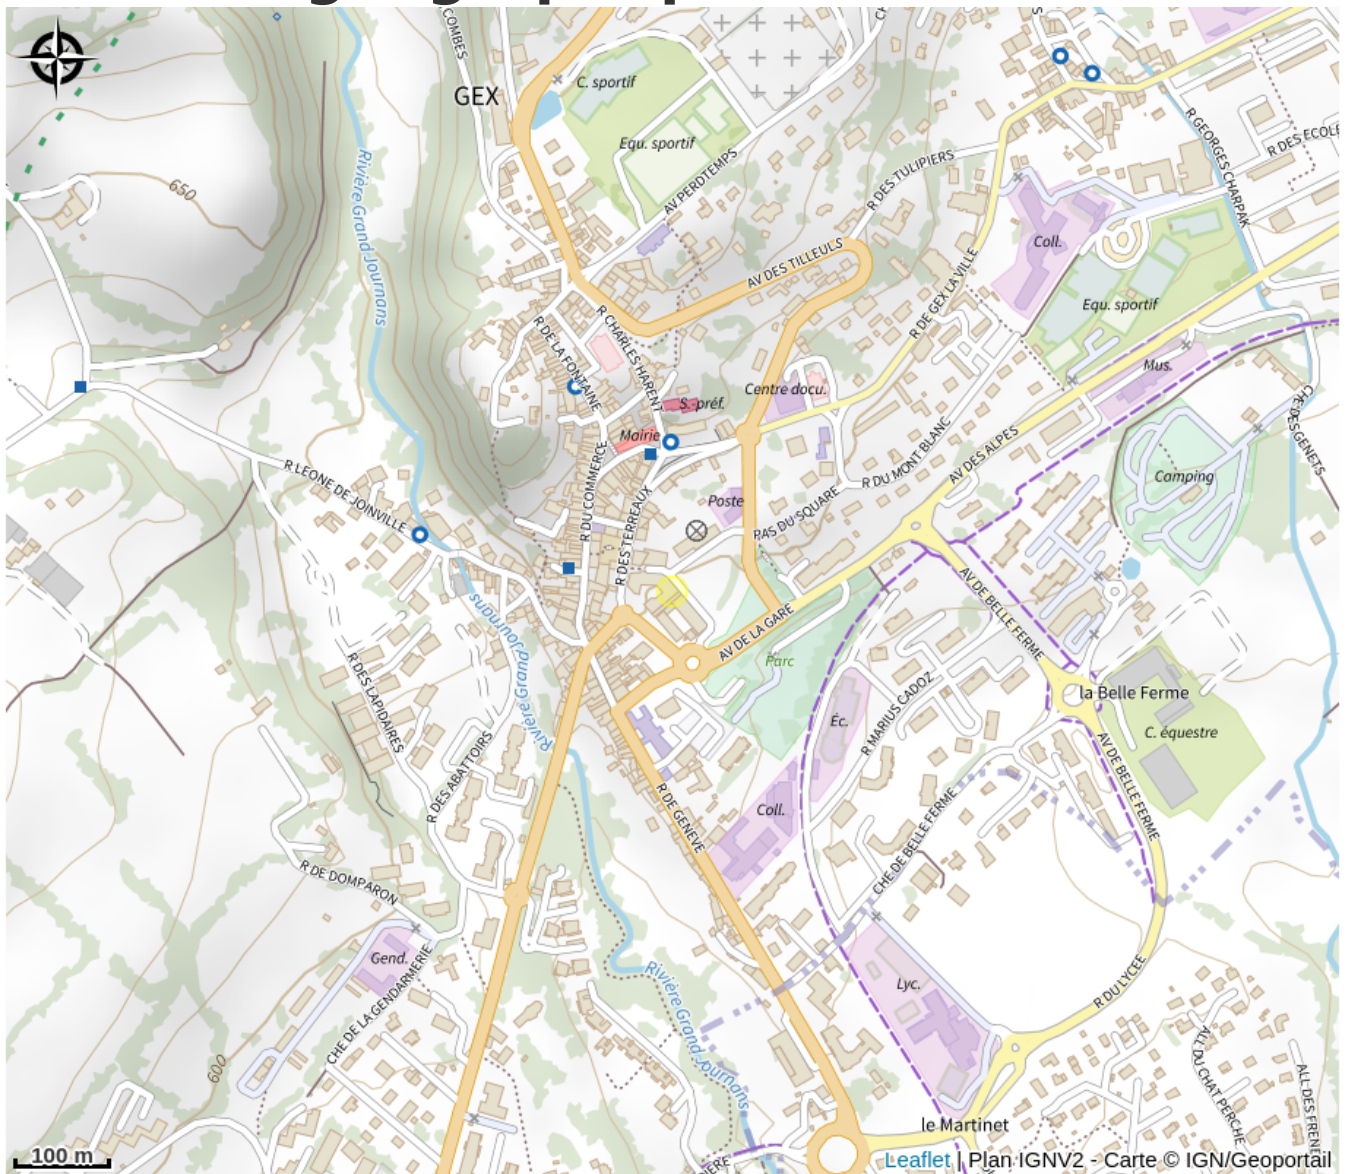 COMBES
GEX
C. sportif
Equ. sportif
AV PERDTEMPS
R DES TULIPIERS
R GEORGES CHARPAK
R DES ECOLE
650
Rivière Grand Journans
Coll.
AV DES TILLEULS
R DE GEX LA VILLE
Equ. sportif
R CHARLES HARENT
R DE LA FONTAINE
Mus.
Centre docu.
S.-préf.
Mairie
CHE DES GENETS
R LEONE DE JOINVILLE
R DU COMMERCE
R DES TERREAUX
Poste
PAS DU SQUARE
R DU MONT BLANC
AV DES ALPES
Camping
AV DE BELLE FERME
Rivière Grand Journans
AV DE LA GARE
Parc
R DES LAPIDAIRES
R DES ABATTOIRS
Éc.
R MARIUS CADOZ
la Belle Ferme
C. équestre
AV DE BELLE FERME
R DE GENEVE
Coll.
CHE DE BELLE FERME
R DE DOMPARON
Gend.
CHE DE LA GENDARMERIE
Rivière Grand Journans
Lyc.
R DU LYCEE
600
ALL DU CHAT PERCHE
ALL DES FRENE
le Martinet
100 m
Leaflet | Plan IGNV2 - Carte © IGN/Geoportail